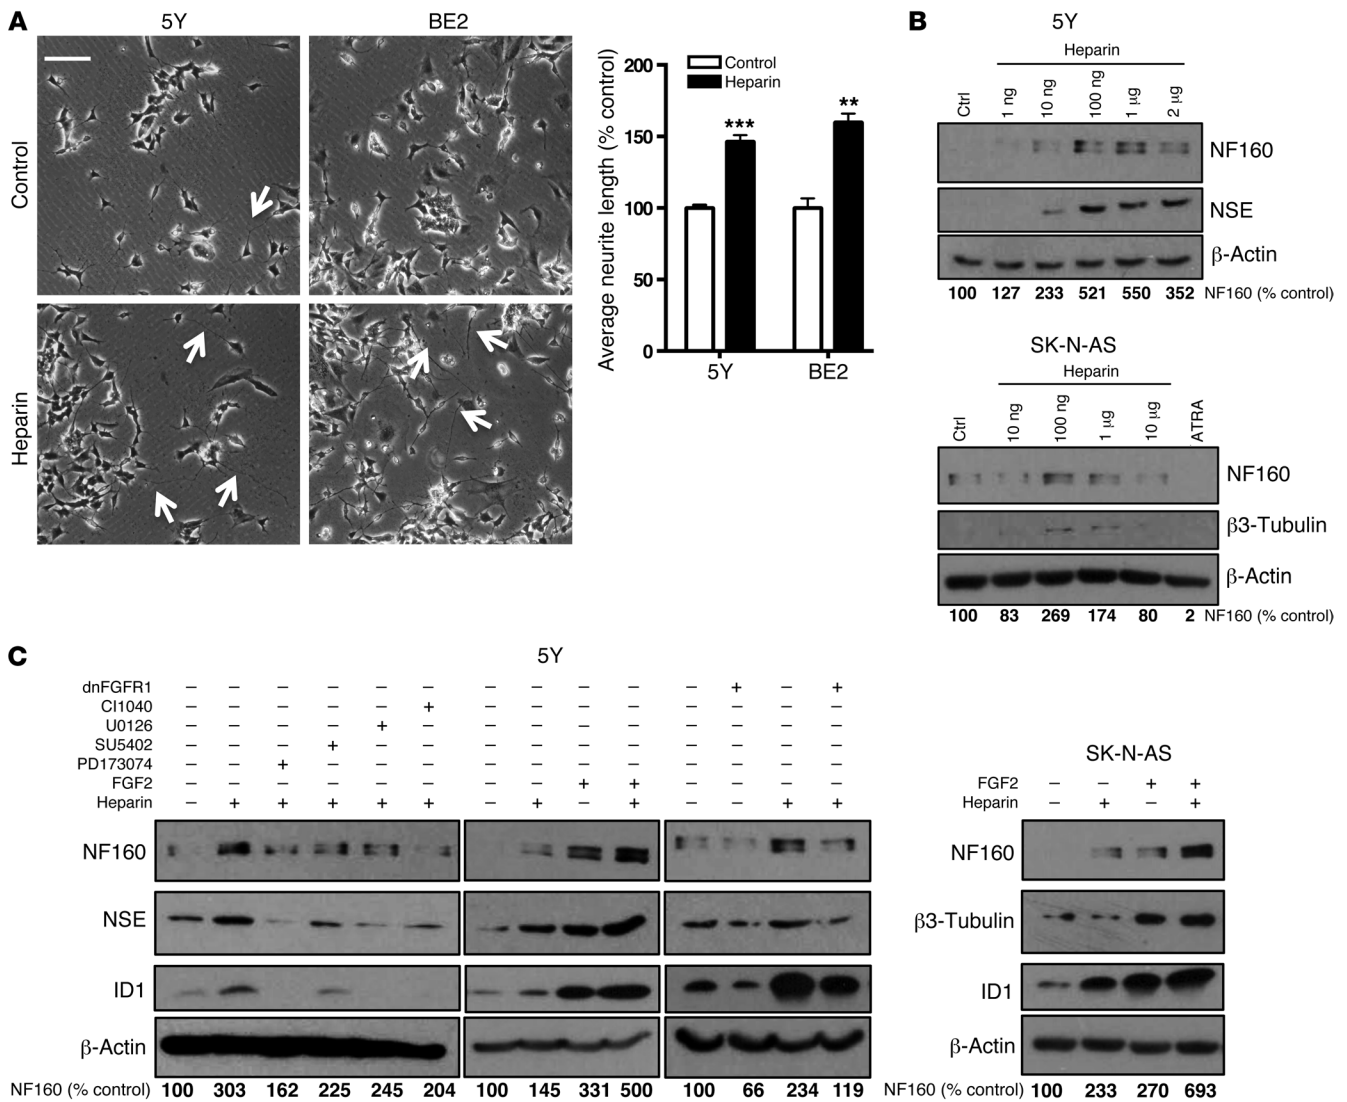 A
5Y
BE2
Control
Heparin
Average neurite length (% control)
200
150
100
50
0
Control
Heparin
***
**
5Y
BE2
B
5Y
Heparin
Ctrl
1 ng
10 ng
100 ng
1 μg
2 μg
NF160
NSE
β-Actin
100 127 233 521 550 352 NF160 (% control)
SK-N-AS
Heparin
Ctrl
10 ng
100 ng
1 μg
10 μg
ATRA
NF160
β3-Tubulin
β-Actin
100 83 269 174 80 2 NF160 (% control)
C
5Y
dnFGFR1 – – – – – – – – – – – + – +
CI1040 – – – – – + – – – – – – – –
U0126 – – – – + – – – – – – – – –
SU5402 – – – + – – – – – – – – – –
PD173074 – – + – – – – – – – – – – –
FGF2 – – – – – – – – + + – – – –
Heparin – + + + + + – + – + – – + +
NF160
NSE
ID1
β-Actin
NF160 (% control) 100 303 162 225 245 204 100 145 331 500 100 66 234 119
SK-N-AS
FGF2 – – + +
Heparin – + – +
NF160
β3-Tubulin
ID1
β-Actin
NF160 (% control) 100 233 270 693